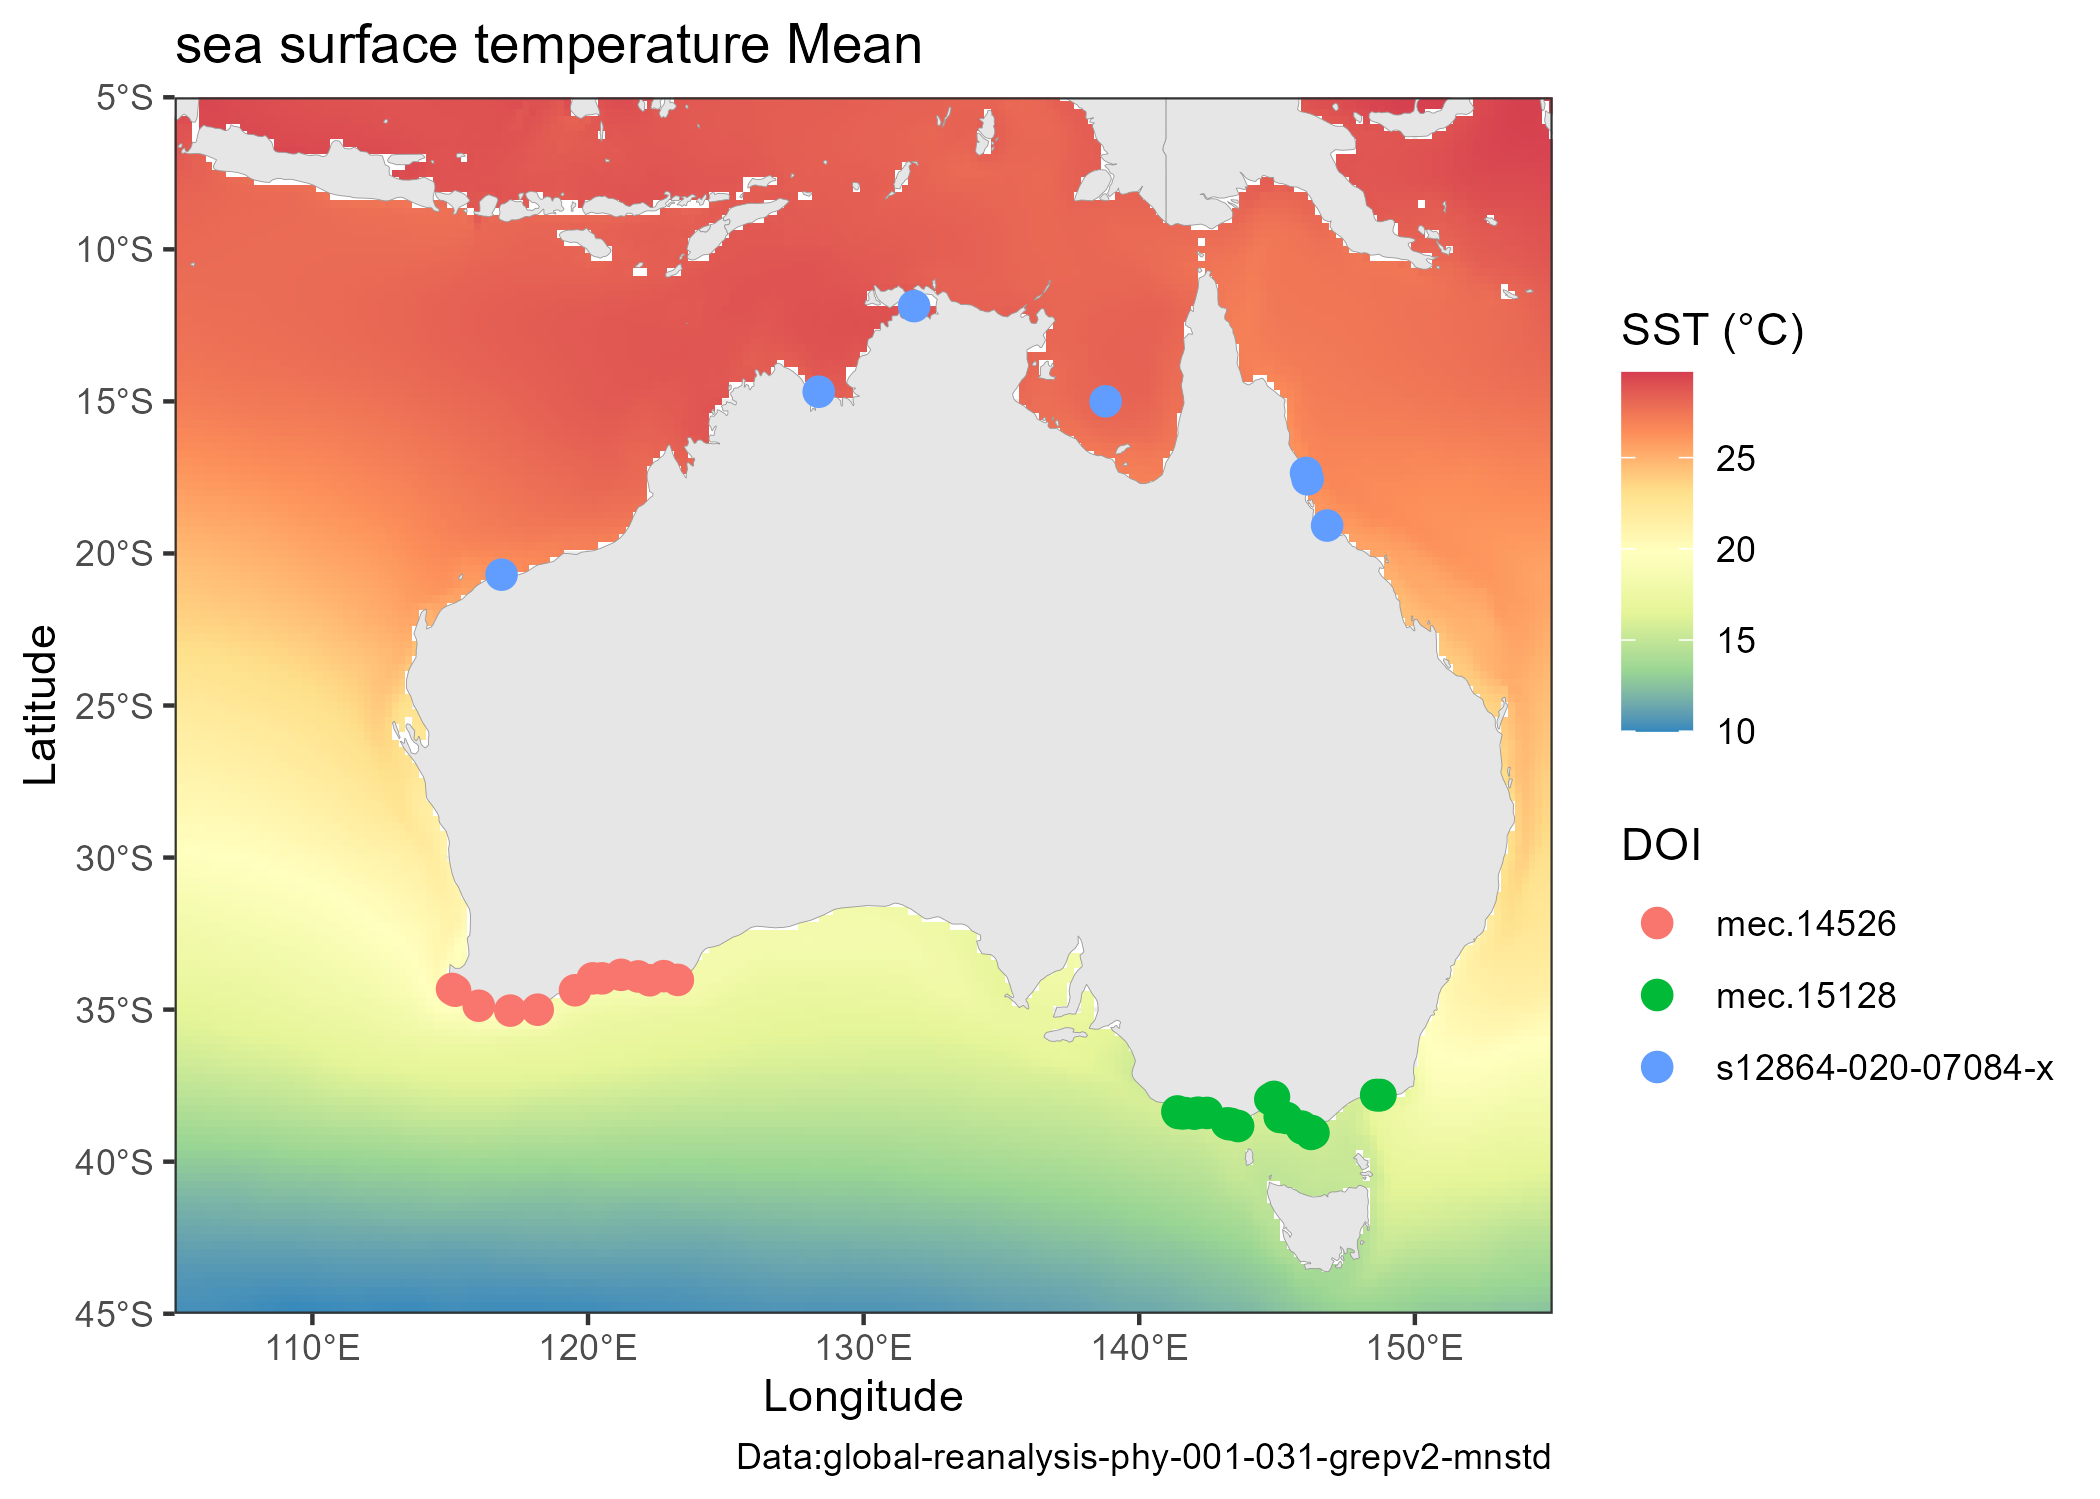 sea surface temperature Mean
5°S
10°S
15°S
20°S
25°S
30°S
35°S
40°S
45°S
Latitude
110°E
120°E
130°E
140°E
150°E
Longitude
Data:global-reanalysis-phy-001-031-grepv2-mnstd
SST (°C)
25
20
15
10
DOI
mec.14526
mec.15128
s12864-020-07084-x